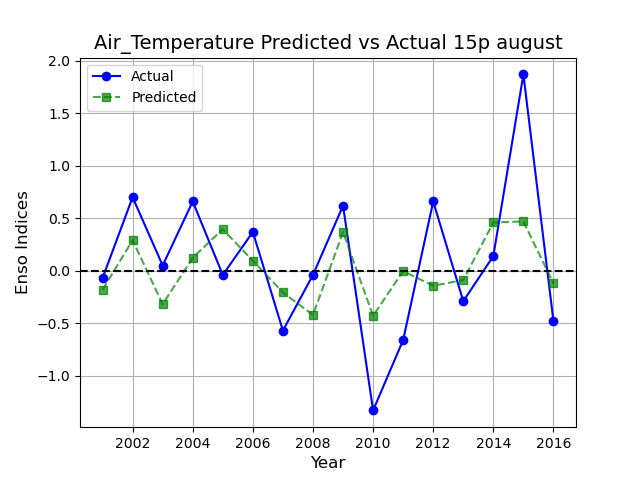 Air_Temperature Predicted vs Actual 15p august
Actual
Predicted
2.0
1.5
1.0
0.5
0.0
−0.5
−1.0
Enso Indices
2002 2004 2006 2008 2010 2012 2014 2016
Year